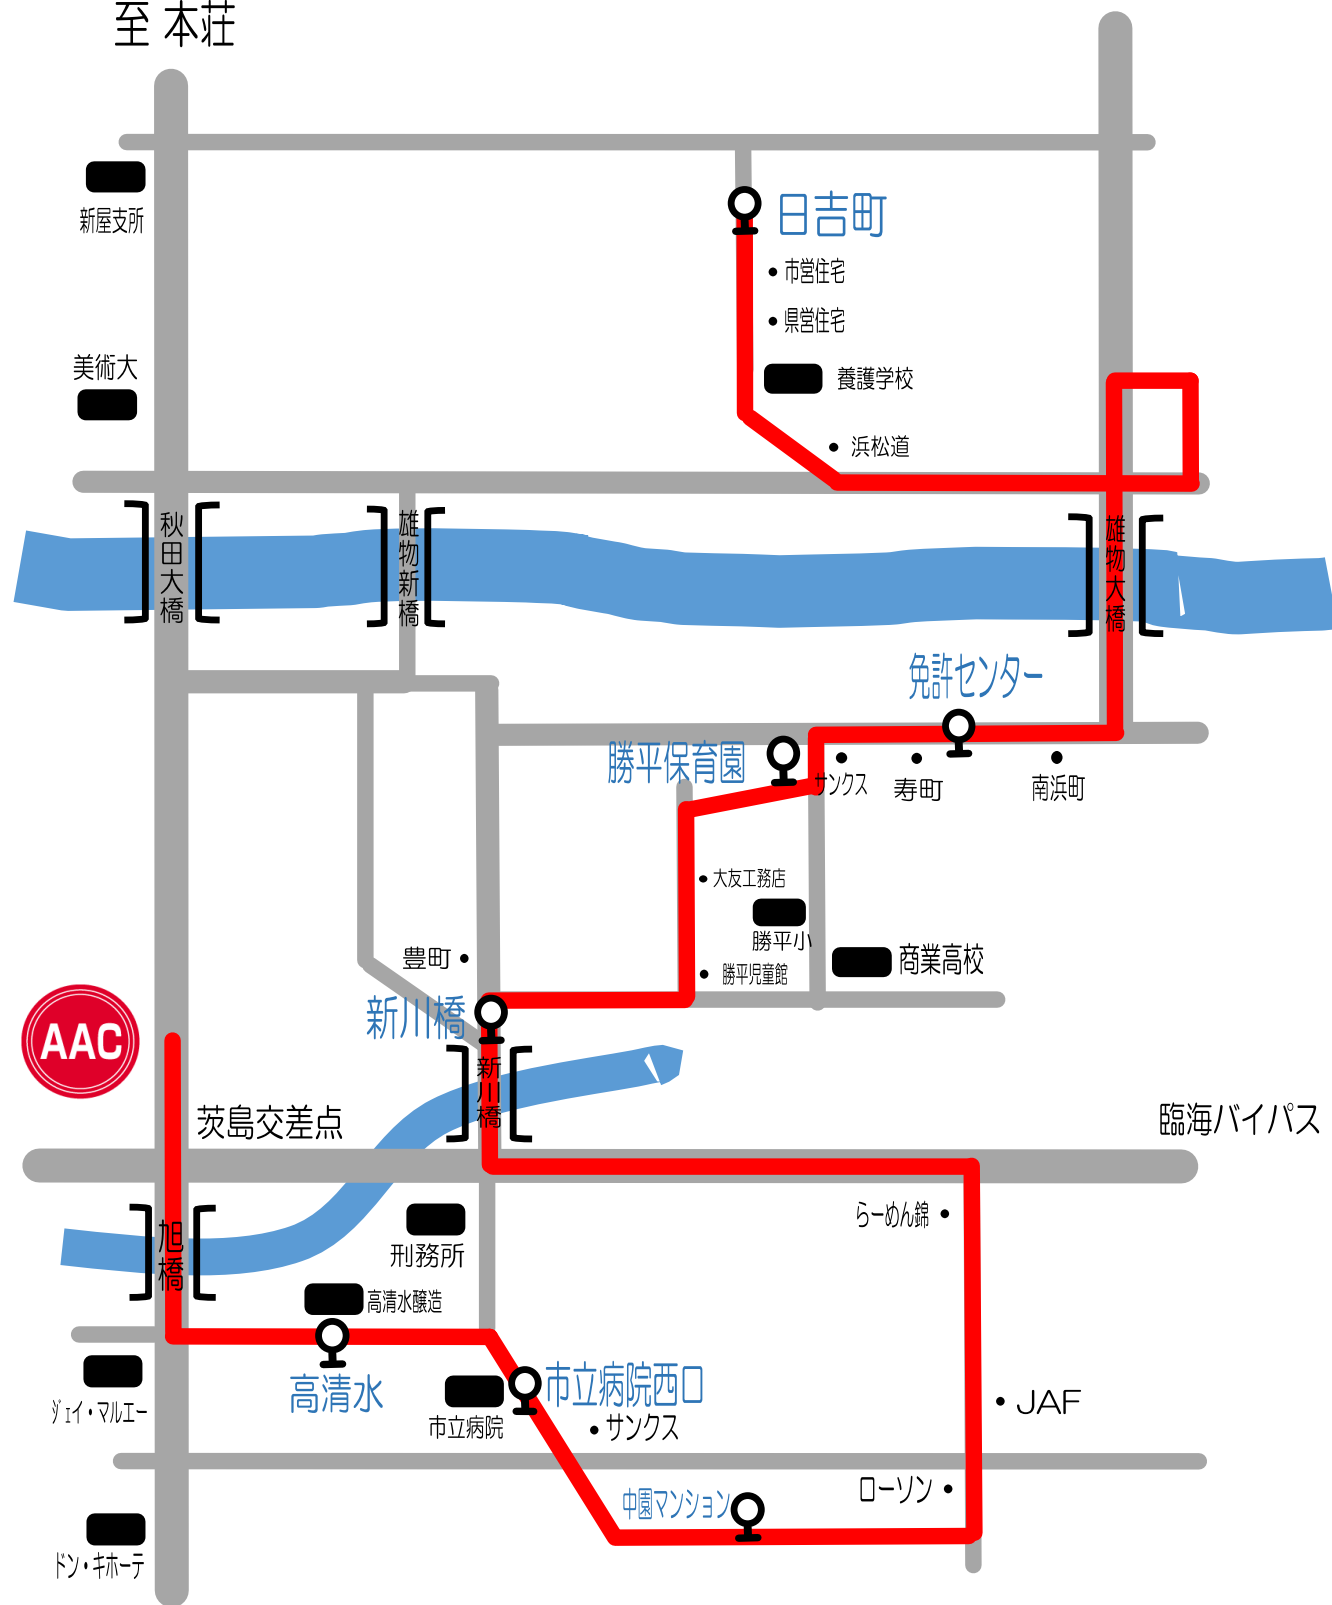 至 本荘
新屋支所
日吉町
市営住宅
県営住宅
美術大
養護学校
浜松道
秋田大橋
雄物新橋
雄物大橋
免許センター
勝平保育園
サンクス
寿町
南浜町
大友工務店
勝平小
商業高校
豊町
勝平児童館
新川橋
AAC
新川橋
茨島交差点
臨海バイパス
らーめん錦
旭橋
刑務所
高清水醸造
高清水
市立病院西口
ジェイ・マルエー
市立病院
サンクス
JAF
中園マンション
ローソン
ドン・キホーテ